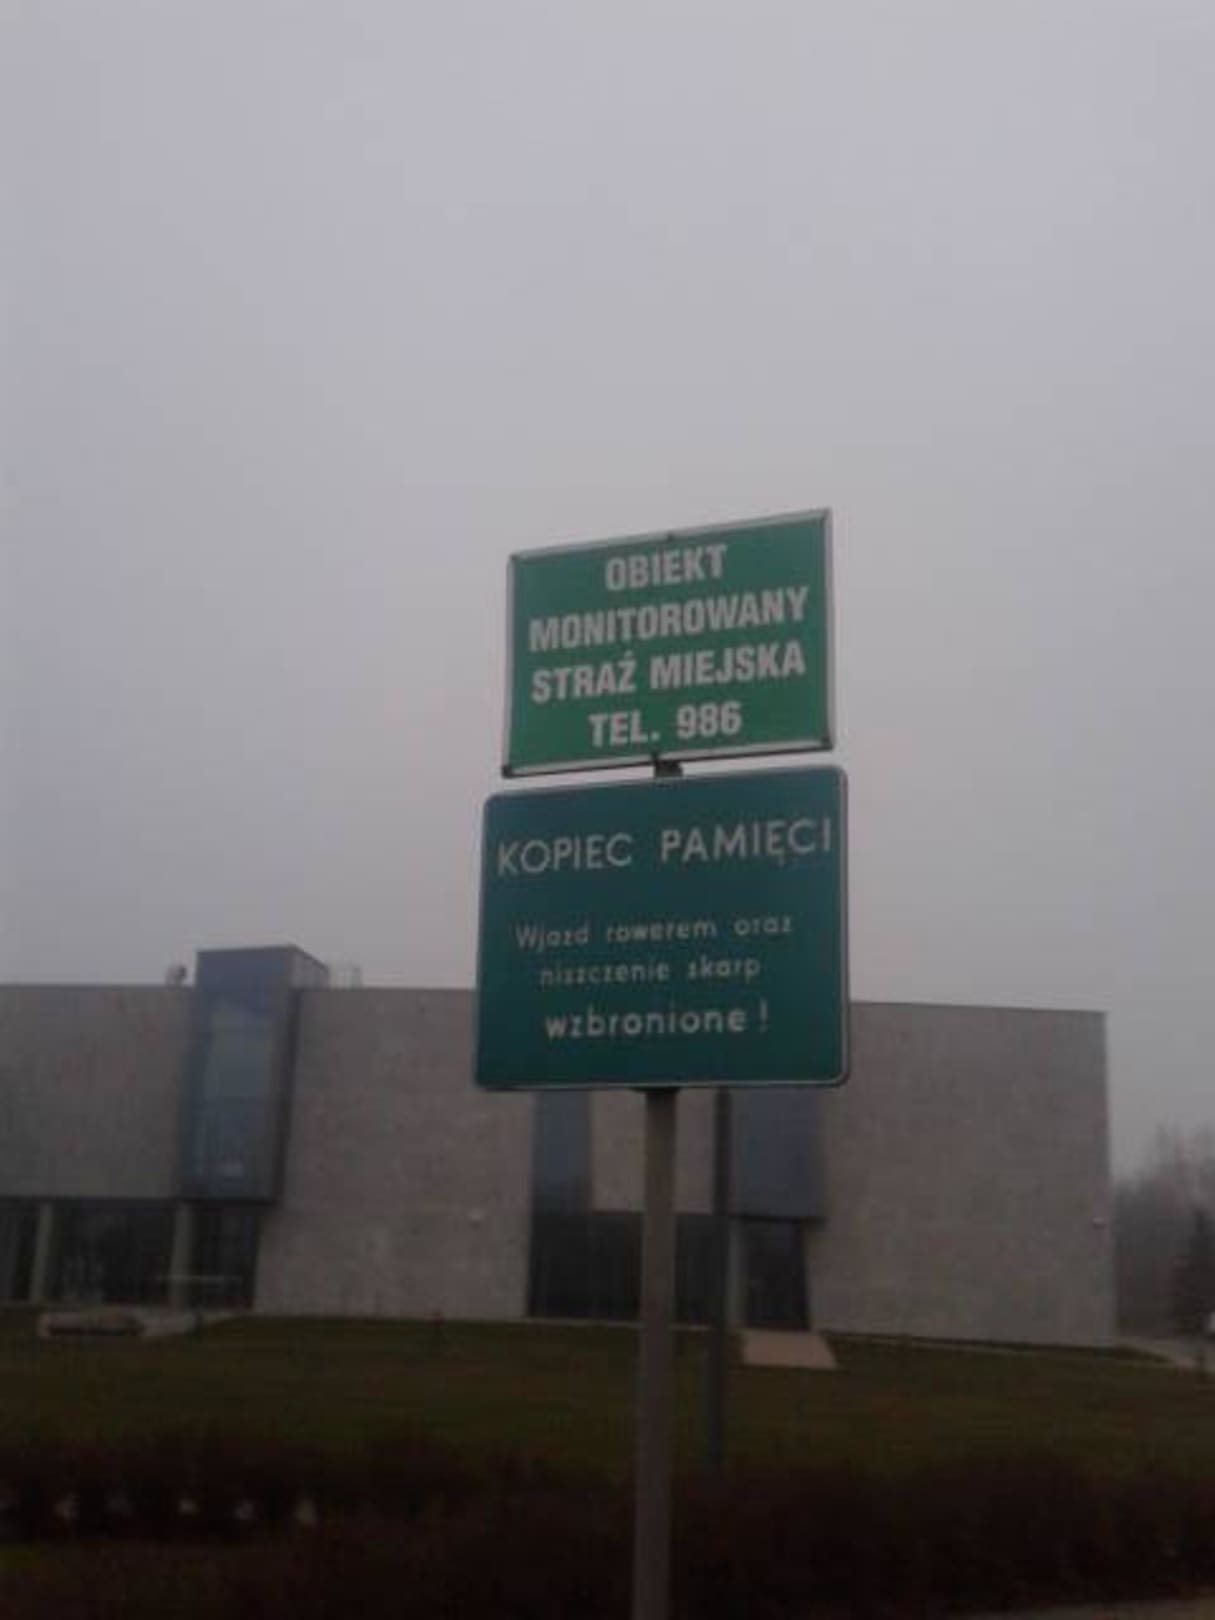 OBIEKT
MONITOROWANY
STRAŻ MIEJSKA
TEL. 986
KOPIEC PAMIĘCI
Wjazd rowerem oraz
niszczenie skarp
wzbronione!